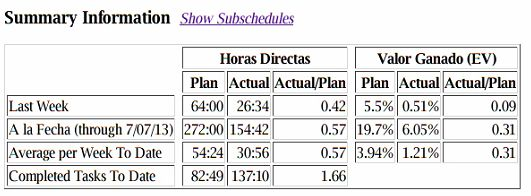 Summary Information Show Subschedules
Horas Directas Valor Ganado (EV)
Plan Actual Actual/Plan Plan Actual Actual/Plan
Last Week 64:00 26:34 0.42 5.5% 0.51% 0.09
A la Fecha (through 7/07/13) 272:00 154:42 0.57 19.7% 6.05% 0.31
Average per Week To Date 54:24 30:56 0.57 3.94% 1.21% 0.31
Completed Tasks To Date 82:49 137:10 1.66